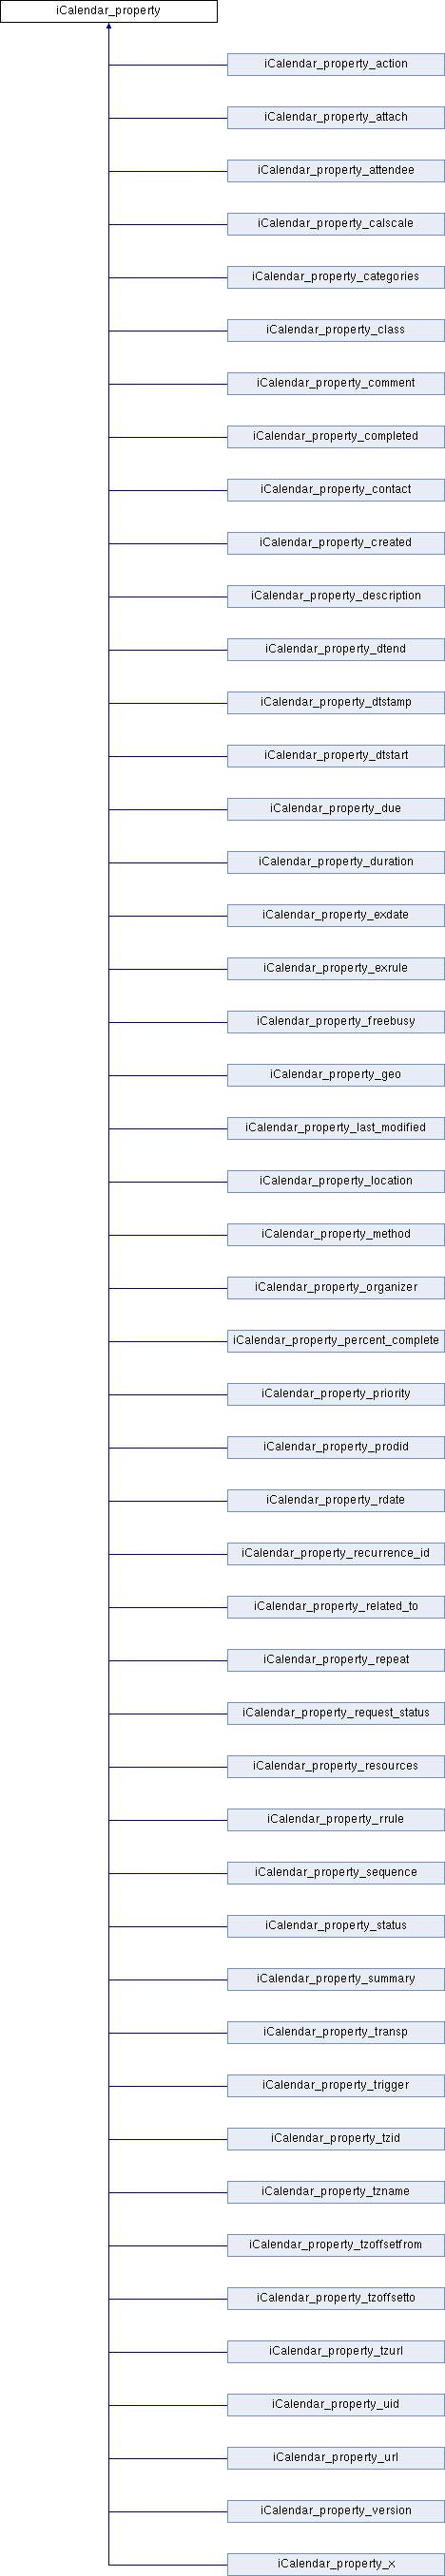 iCalendar_property
iCalendar_property_action
iCalendar_property_attach
iCalendar_property_attendee
iCalendar_property_calscale
iCalendar_property_categories
iCalendar_property_class
iCalendar_property_comment
iCalendar_property_completed
iCalendar_property_contact
iCalendar_property_created
iCalendar_property_description
iCalendar_property_dtend
iCalendar_property_dtstamp
iCalendar_property_dtstart
iCalendar_property_due
iCalendar_property_duration
iCalendar_property_exdate
iCalendar_property_exrule
iCalendar_property_freebusy
iCalendar_property_geo
iCalendar_property_last_modified
iCalendar_property_location
iCalendar_property_method
iCalendar_property_organizer
iCalendar_property_percent_complete
iCalendar_property_priority
iCalendar_property_prodid
iCalendar_property_rdate
iCalendar_property_recurrence_id
iCalendar_property_related_to
iCalendar_property_repeat
iCalendar_property_request_status
iCalendar_property_resources
iCalendar_property_rrule
iCalendar_property_sequence
iCalendar_property_status
iCalendar_property_summary
iCalendar_property_transp
iCalendar_property_trigger
iCalendar_property_tzid
iCalendar_property_tzname
iCalendar_property_tzoffsetfrom
iCalendar_property_tzoffsetto
iCalendar_property_tzurl
iCalendar_property_uid
iCalendar_property_url
iCalendar_property_version
iCalendar_property_x